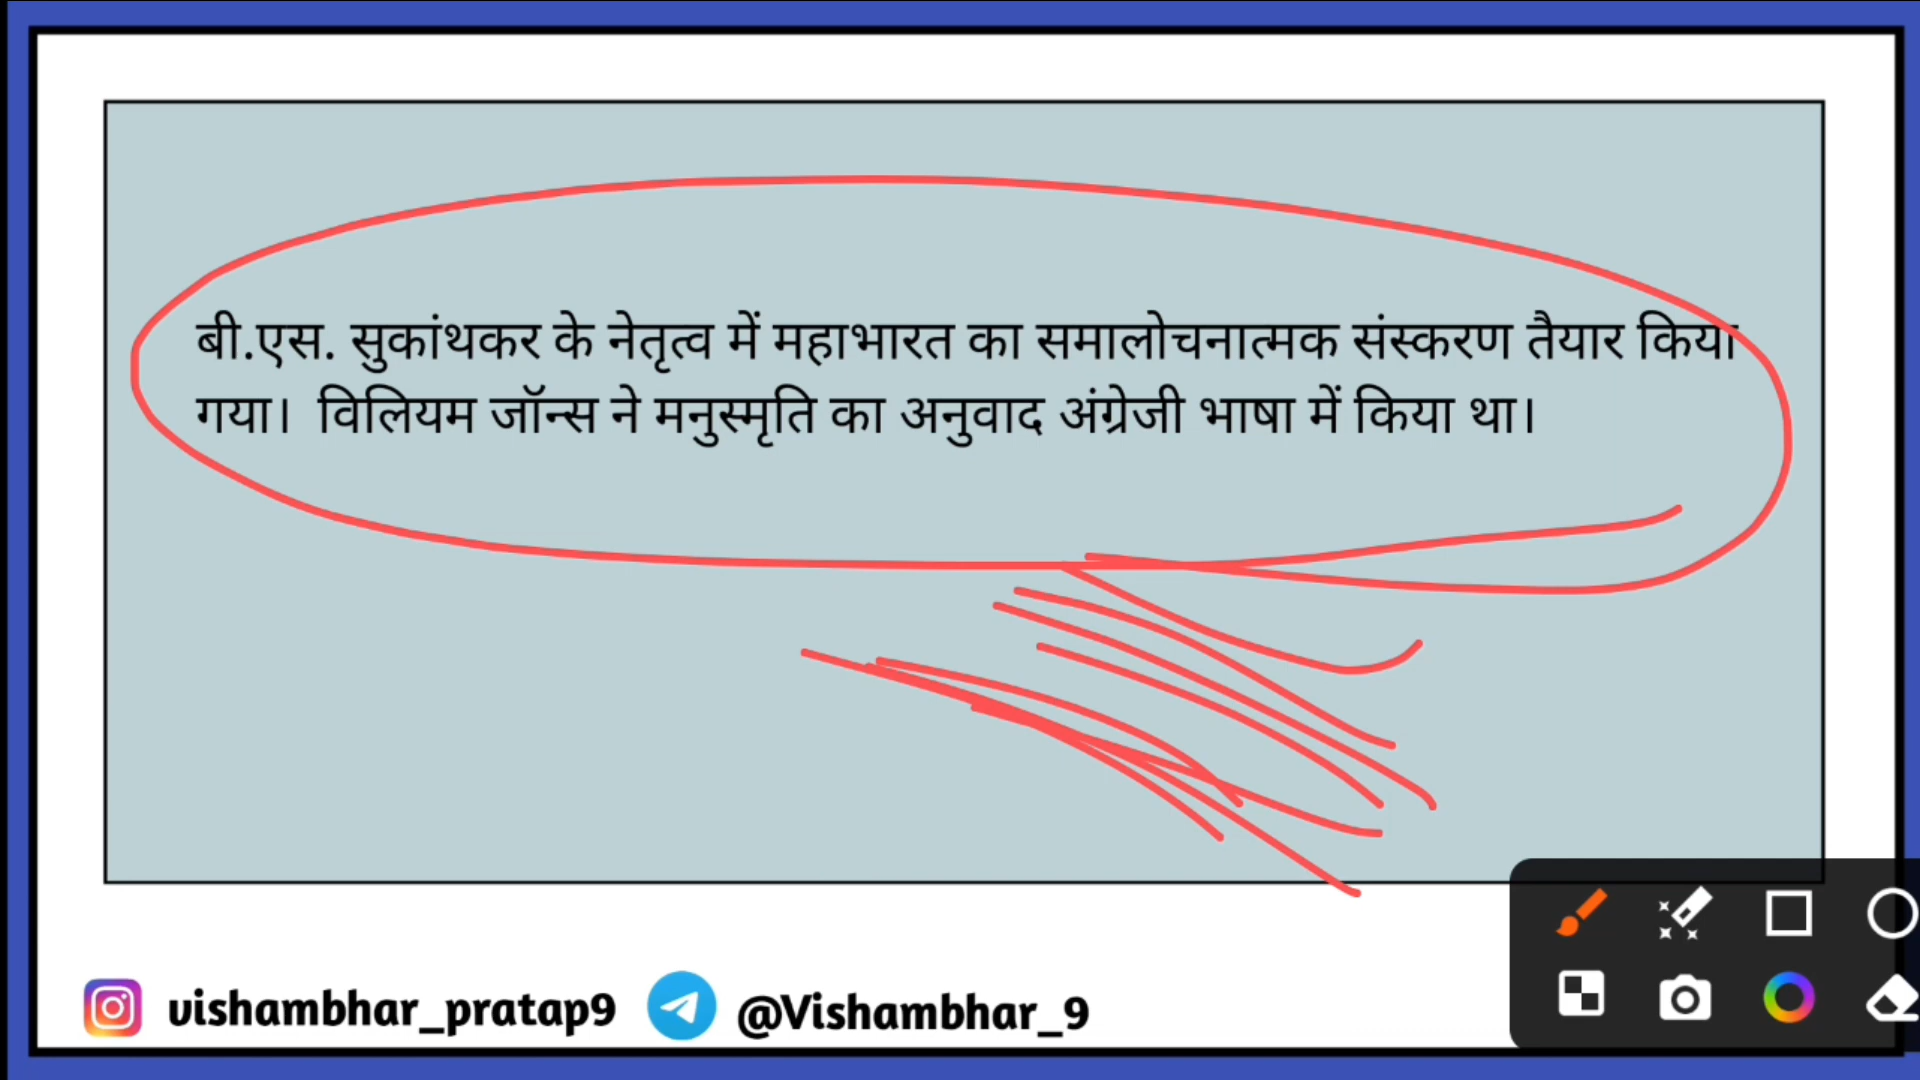 बी.एस. सुकांथकर के नेतृत्व में महाभारत का समालोचनात्मक संस्करण तैयार किया
गया। विलियम जॉन्स ने मनुस्मृति का अनुवाद अंग्रेजी भाषा में किया था।
vishambhar_pratap9 @Vishambhar_9